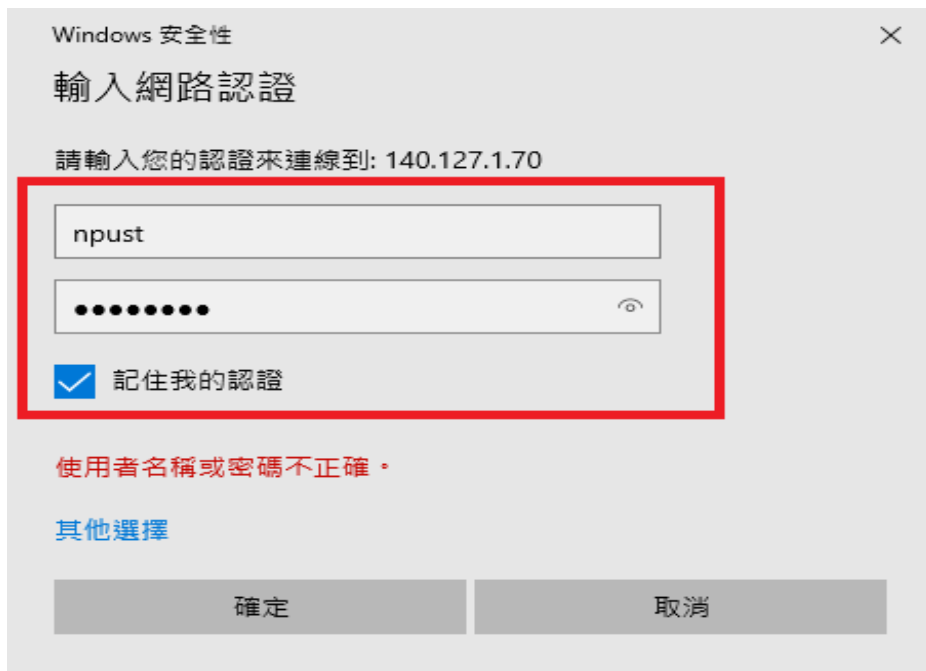 Windows 安全性
輸入網路認證
請輸入您的認證來連線到: 140.127.1.70
npust
●●●●●●●●
記住我的認證
使用者名稱或密碼不正確。
其他選擇
確定
取消